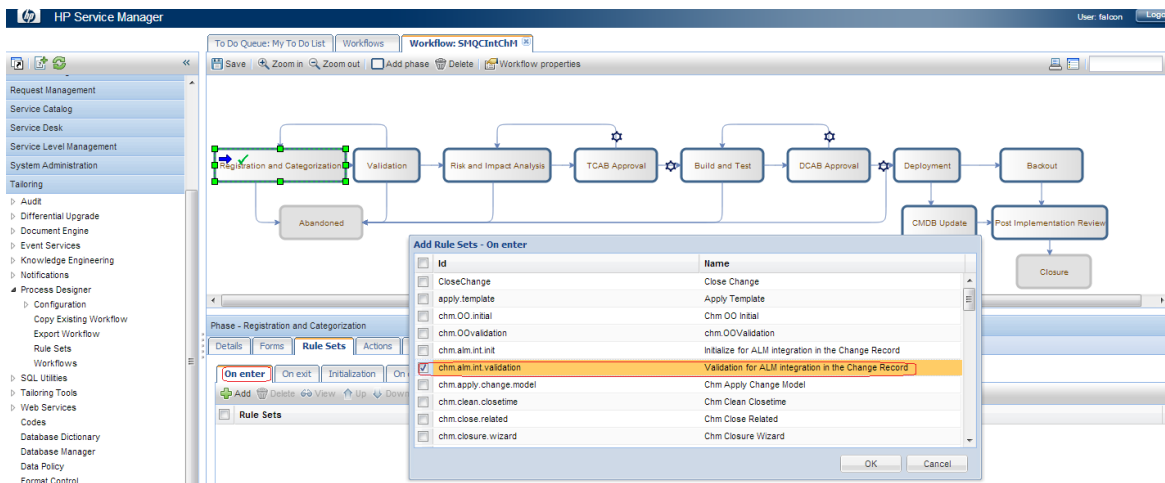 HP Service Manager
User: falcon
To Do Queue: My To Do List
Workflows
Workflow: SMQCIntChM
Save
Zoom in
Zoom out
Add phase
Delete
Workflow properties
Request Management
Service Catalog
Service Desk
Service Level Management
System Administration
Tailoring
Audit
Differential Upgrade
Document Engine
Event Services
Knowledge Engineering
Notifications
Process Designer
Configuration
Copy Existing Workflow
Export Workflow
Rule Sets
Workflows
SQL Utilities
Tailoring Tools
Web Services
Codes
Database Dictionary
Database Manager
Data Policy
Format Control
Registration and Categorization
Validation
Risk and Impact Analysis
TCAB Approval
Build and Test
DCAB Approval
Deployment
Backout
Abandoned
CMDB Update
Post Implementation Review
Closure
Phase - Registration and Categorization
Details
Forms
Rule Sets
Actions
On enter
On exit
Initialization
On
Add
Delete
View
Up
Down
Rule Sets
Add Rule Sets - On enter
Id Name
CloseChange Close Change
apply.template Apply Template
chm.OO.initial Chm OO Initial
chm.OOvalidation chm.OOValidation
chm.alm.int.init Initialize for ALM integration in the Change Record
chm.alm.int.validation Validation for ALM integration in the Change Record
chm.apply.change.model Chm Apply Change Model
chm.clean.closetime Chm Clean Closetime
chm.close.related Chm Close Related
chm.closure.wizard Chm Closure Wizard
OK
Cancel